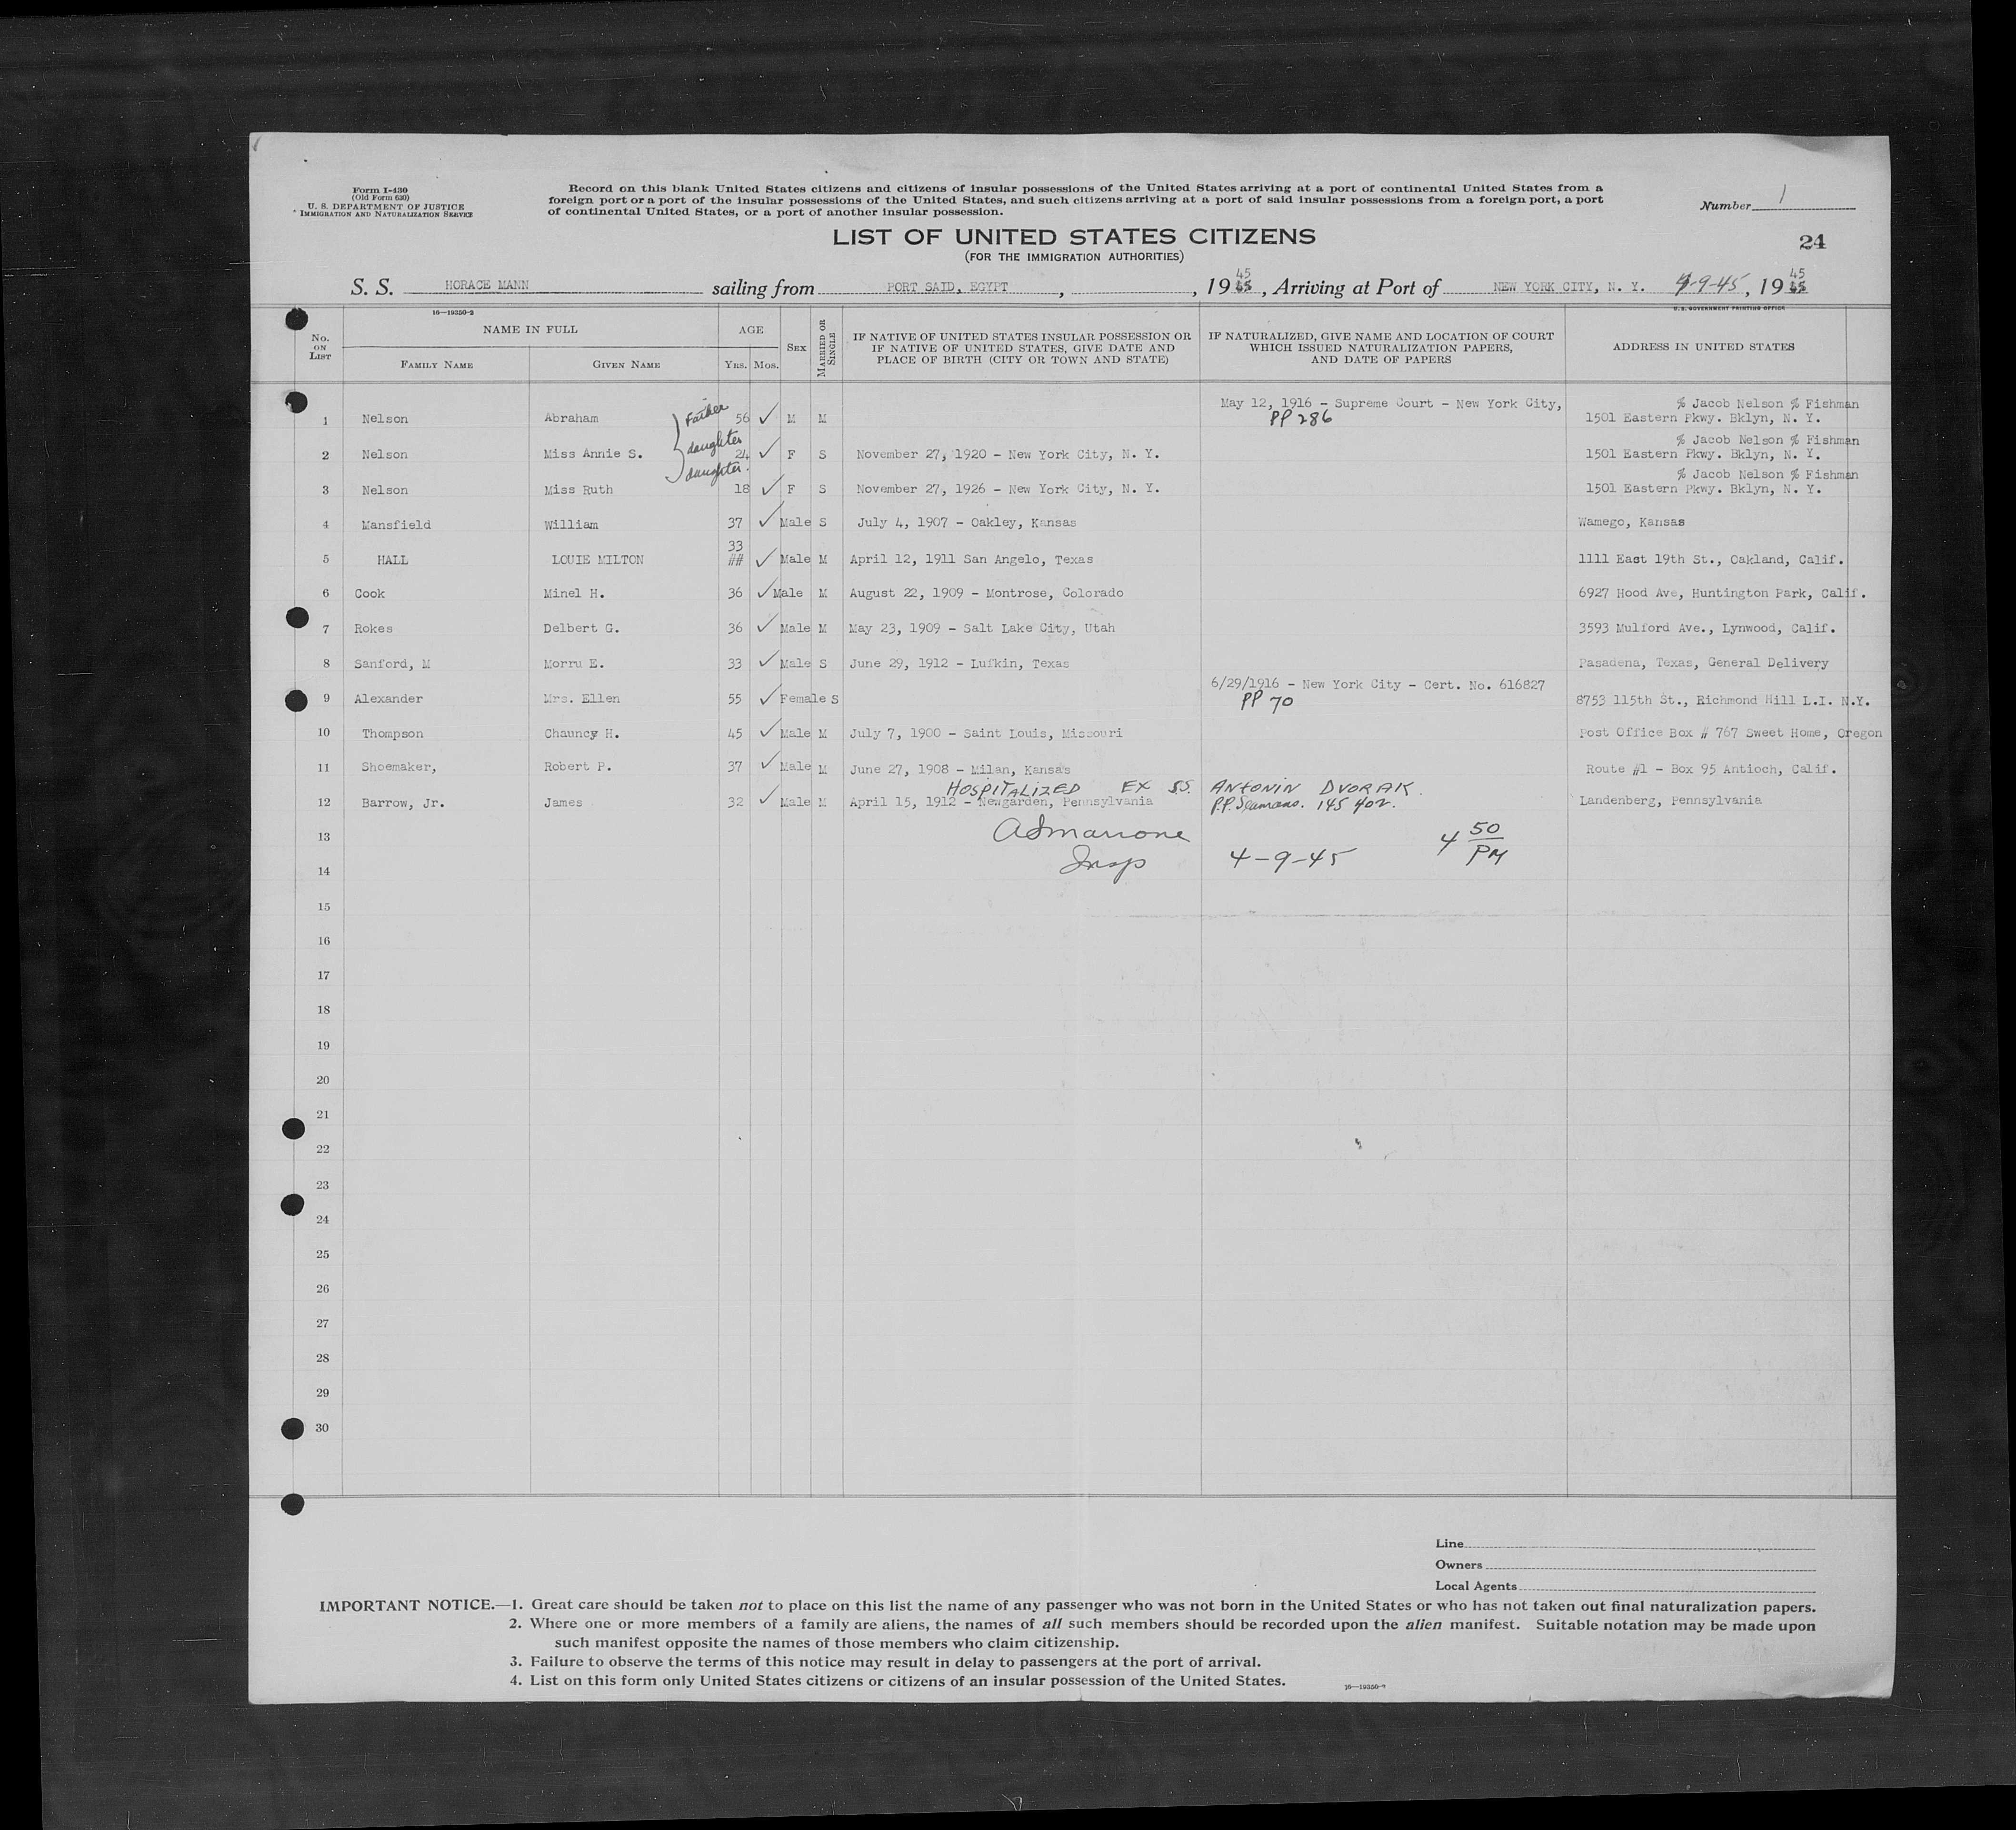 Form I-430
(Old Form 630)
U. S. DEPARTMENT OF JUSTICE
IMMIGRATION AND NATURALIZATION SERVICE
Record on this blank United States citizens and citizens of insular possessions of the United States arriving at a port of continental United States from a
foreign port or a port of the insular possessions of the United States, and such citizens arriving at a port of said insular possessions from a foreign port, a port
of continental United States, or a port of another insular possession.
Number 1
24
LIST OF UNITED STATES CITIZENS
(FOR THE IMMIGRATION AUTHORITIES)
S. S. HORACE MANN sailing from PORT SAID, EGYPT, , 19 45, Arriving at Port of NEW YORK CITY, N. Y. 4-9-45, 19 45
16—19350-2
U. S. GOVERNMENT PRINTING OFFICE
No. ON LIST
NAME IN FULL
FAMILY NAME GIVEN NAME
AGE
YRS. MOS.
SEX
MARRIED OR SINGLE
IF NATIVE OF UNITED STATES INSULAR POSSESSION OR
IF NATIVE OF UNITED STATES, GIVE DATE AND
PLACE OF BIRTH (CITY OR TOWN AND STATE)
IF NATURALIZED, GIVE NAME AND LOCATION OF COURT
WHICH ISSUED NATURALIZATION PAPERS,
AND DATE OF PAPERS
ADDRESS IN UNITED STATES
May 12, 1916 - Supreme Court - New York City, % Jacob Nelson % Fishman
1 Nelson Abraham Father 56 ✓ M M PP 286 1501 Eastern Pkwy. Bklyn, N. Y.
% Jacob Nelson % Fishman
2 Nelson Miss Annie S. daughter 24 ✓ F S November 27, 1920 - New York City, N. Y. 1501 Eastern Pkwy. Bklyn, N. Y.
% Jacob Nelson % Fishman
3 Nelson Miss Ruth daughter. 18 ✓ F S November 27, 1926 - New York City, N. Y. 1501 Eastern Pkwy. Bklyn, N. Y.
4 Mansfield William 37 ✓ Male S July 4, 1907 - Oakley, Kansas Wamego, Kansas
33
5 HALL LOUIE MILTON ## ✓ Male M April 12, 1911 San Angelo, Texas 1111 East 19th St., Oakland, Calif.
6 Cook Minel H. 36 ✓ Male M August 22, 1909 - Montrose, Colorado 6927 Hood Ave, Huntington Park, Calif.
7 Rokes Delbert G. 36 ✓ Male M May 23, 1909 - Salt Lake City, Utah 3593 Mulford Ave., Lynwood, Calif.
8 Sanford, M Morru E. 33 ✓ Male S June 29, 1912 - Lufkin, Texas Pasadena, Texas, General Delivery
6/29/1916 - New York City - Cert. No. 616827
9 Alexander Mrs. Ellen 55 ✓ Female S PP 70 8753 115th St., Richmond Hill L.I. N.Y.
10 Thompson Chauncy H. 45 ✓ Male M July 7, 1900 - Saint Louis, Missouri Post Office Box # 767 Sweet Home, Oregon
11 Shoemaker, Robert P. 37 ✓ Male M June 27, 1908 - Milan, Kansas Route #1 - Box 95 Antioch, Calif.
HOSPITALIZED EX SS. ANTONIN DVORAK.
12 Barrow, Jr. James 32 ✓ Male M April 15, 1912 - Newgarden, Pennsylvania P.P. Seamans. 145402. Landenberg, Pennsylvania
13 4 50 PM
14 Insp 4-9-45
15
16
17
18
19
20
21
22
23
24
25
26
27
28
29
30
Line
Owners
Local Agents
IMPORTANT NOTICE.—1. Great care should be taken not to place on this list the name of any passenger who was not born in the United States or who has not taken out final naturalization papers.
2. Where one or more members of a family are aliens, the names of all such members should be recorded upon the alien manifest. Suitable notation may be made upon
such manifest opposite the names of those members who claim citizenship.
3. Failure to observe the terms of this notice may result in delay to passengers at the port of arrival.
4. List on this form only United States citizens or citizens of an insular possession of the United States.
16—19350-2